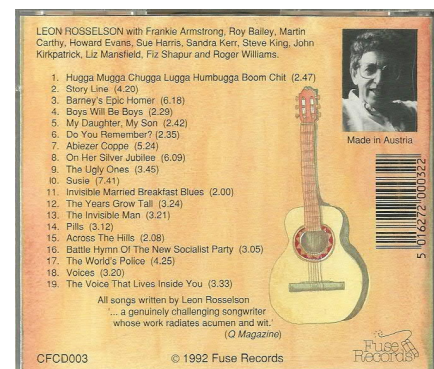 LEON ROSSELSON with Frankie Armstrong, Roy Bailey, Martin
Carthy, Howard Evans, Sue Harris, Sandra Kerr, Steve King, John
Kirkpatrick, Liz Mansfield, Fiz Shapur and Roger Williams.
1. Hugga Mugga Chugga Lugga Humbugga Boom Chit (2.47)
2. Story Line (4.20)
3. Barney's Epic Homer (6.18)
4. Boys Will Be Boys (2.29)
5. My Daughter, My Son (2.42)
6. Do You Remember? (2.35)
7. Abiezer Coppe (5.24)
8. On Her Silver Jubilee (6.09)
9. The Ugly Ones (3.45)
10. Susie (7.41)
11. Invisible Married Breakfast Blues (2.00)
12. The Years Grow Tall (3.24)
13. The Invisible Man (3.21)
14. Pills (3.12)
15. Across The Hills (2.08)
16. Battle Hymn Of The New Socialist Party (3.05)
17. The World's Police (4.25)
18. Voices (3.20)
19. The Voice That Lives Inside You (3.33)
All songs written by Leon Rosselson
'... a genuinely challenging songwriter
whose work radiates acumen and wit.'
(Q Magazine)
Made in Austria
5 016272 000322
CFCD003
© 1992 Fuse Records
Fuse
Records